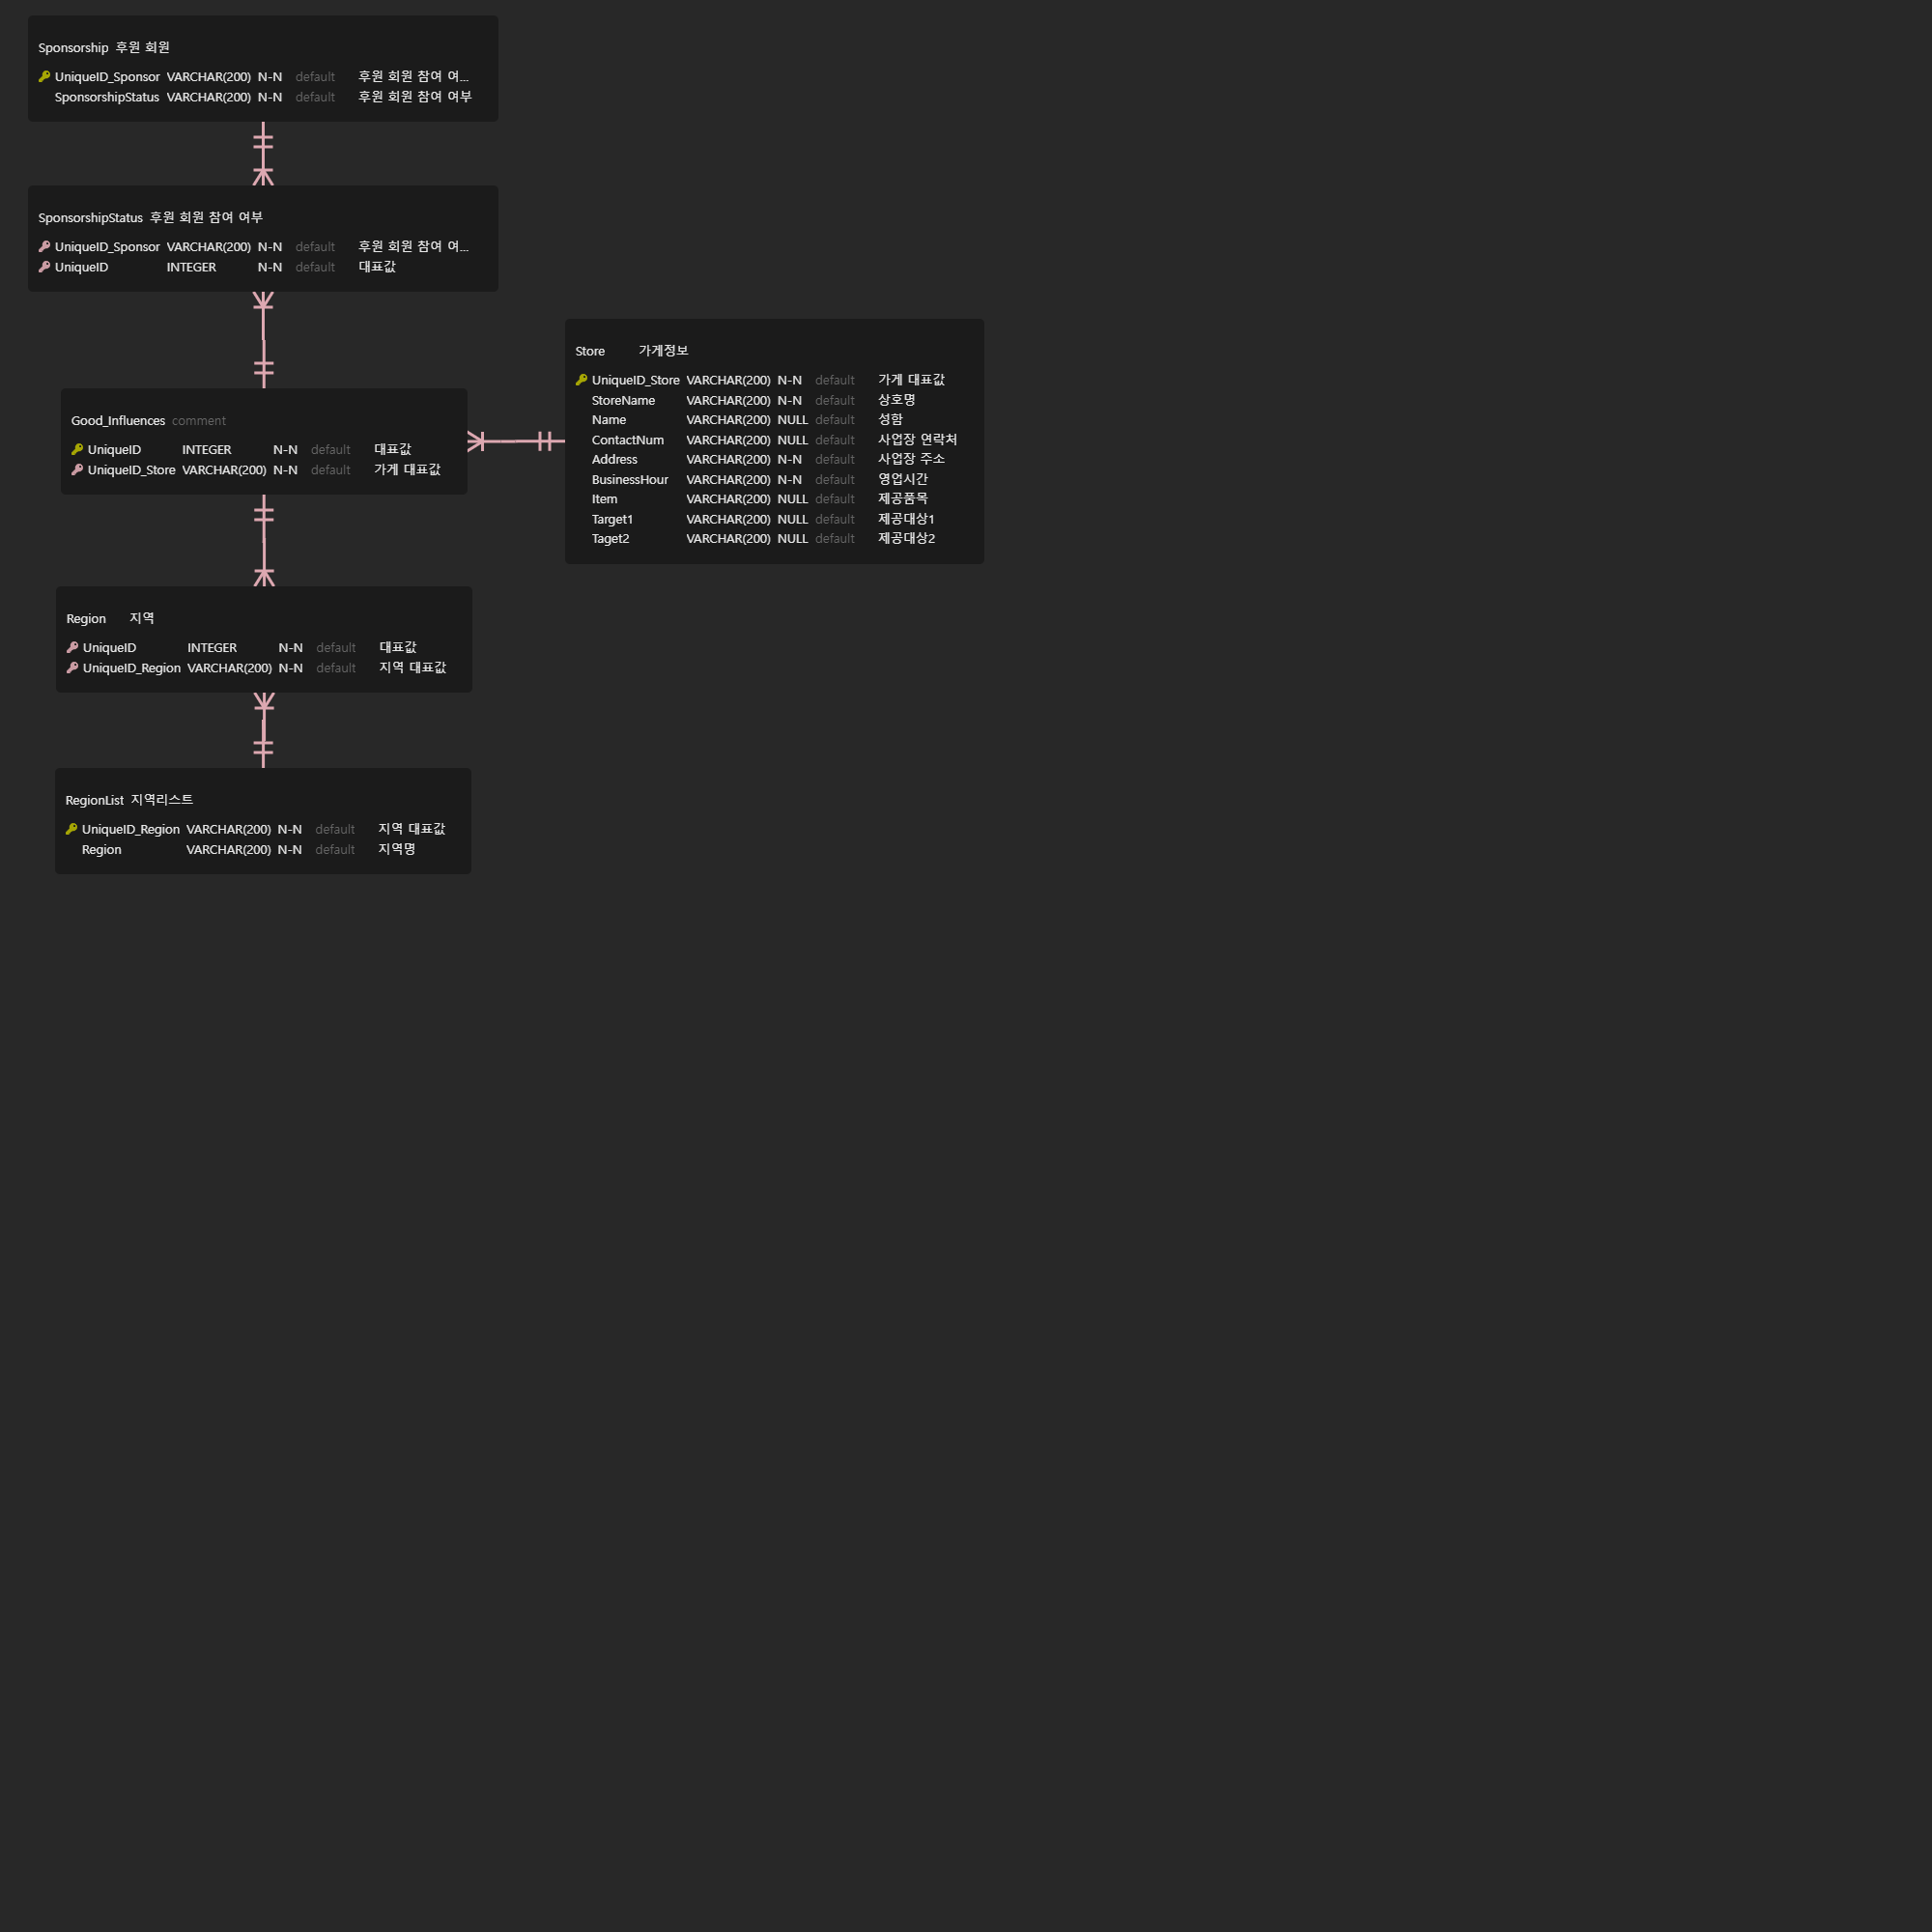 Sponsorship 후원 회원
UniqueID_Sponsor VARCHAR(200) N-N default 후원 회원 참여 여...
SponsorshipStatus VARCHAR(200) N-N default 후원 회원 참여 여부
SponsorshipStatus 후원 회원 참여 여부
UniqueID_Sponsor VARCHAR(200) N-N default 후원 회원 참여 여...
UniqueID INTEGER N-N default 대표값
Store 가게정보
UniqueID_Store VARCHAR(200) N-N default 가게 대표값
StoreName VARCHAR(200) N-N default 상호명
Name VARCHAR(200) NULL default 성함
ContactNum VARCHAR(200) NULL default 사업장 연락처
Address VARCHAR(200) N-N default 사업장 주소
BusinessHour VARCHAR(200) N-N default 영업시간
Item VARCHAR(200) NULL default 제공품목
Target1 VARCHAR(200) NULL default 제공대상1
Taget2 VARCHAR(200) NULL default 제공대상2
Good_Influences comment
UniqueID INTEGER N-N default 대표값
UniqueID_Store VARCHAR(200) N-N default 가게 대표값
Region 지역
UniqueID INTEGER N-N default 대표값
UniqueID_Region VARCHAR(200) N-N default 지역 대표값
RegionList 지역리스트
UniqueID_Region VARCHAR(200) N-N default 지역 대표값
Region VARCHAR(200) N-N default 지역명